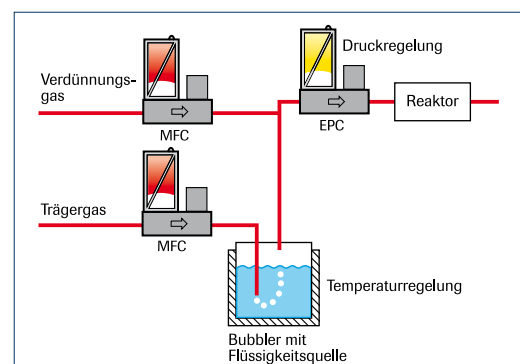 Verdünnungs-
gas
MFC
Druckregelung
EPC
Reaktor
Trägergas
MFC
Temperaturregelung
Bubbler mit
Flüssigkeitsquelle